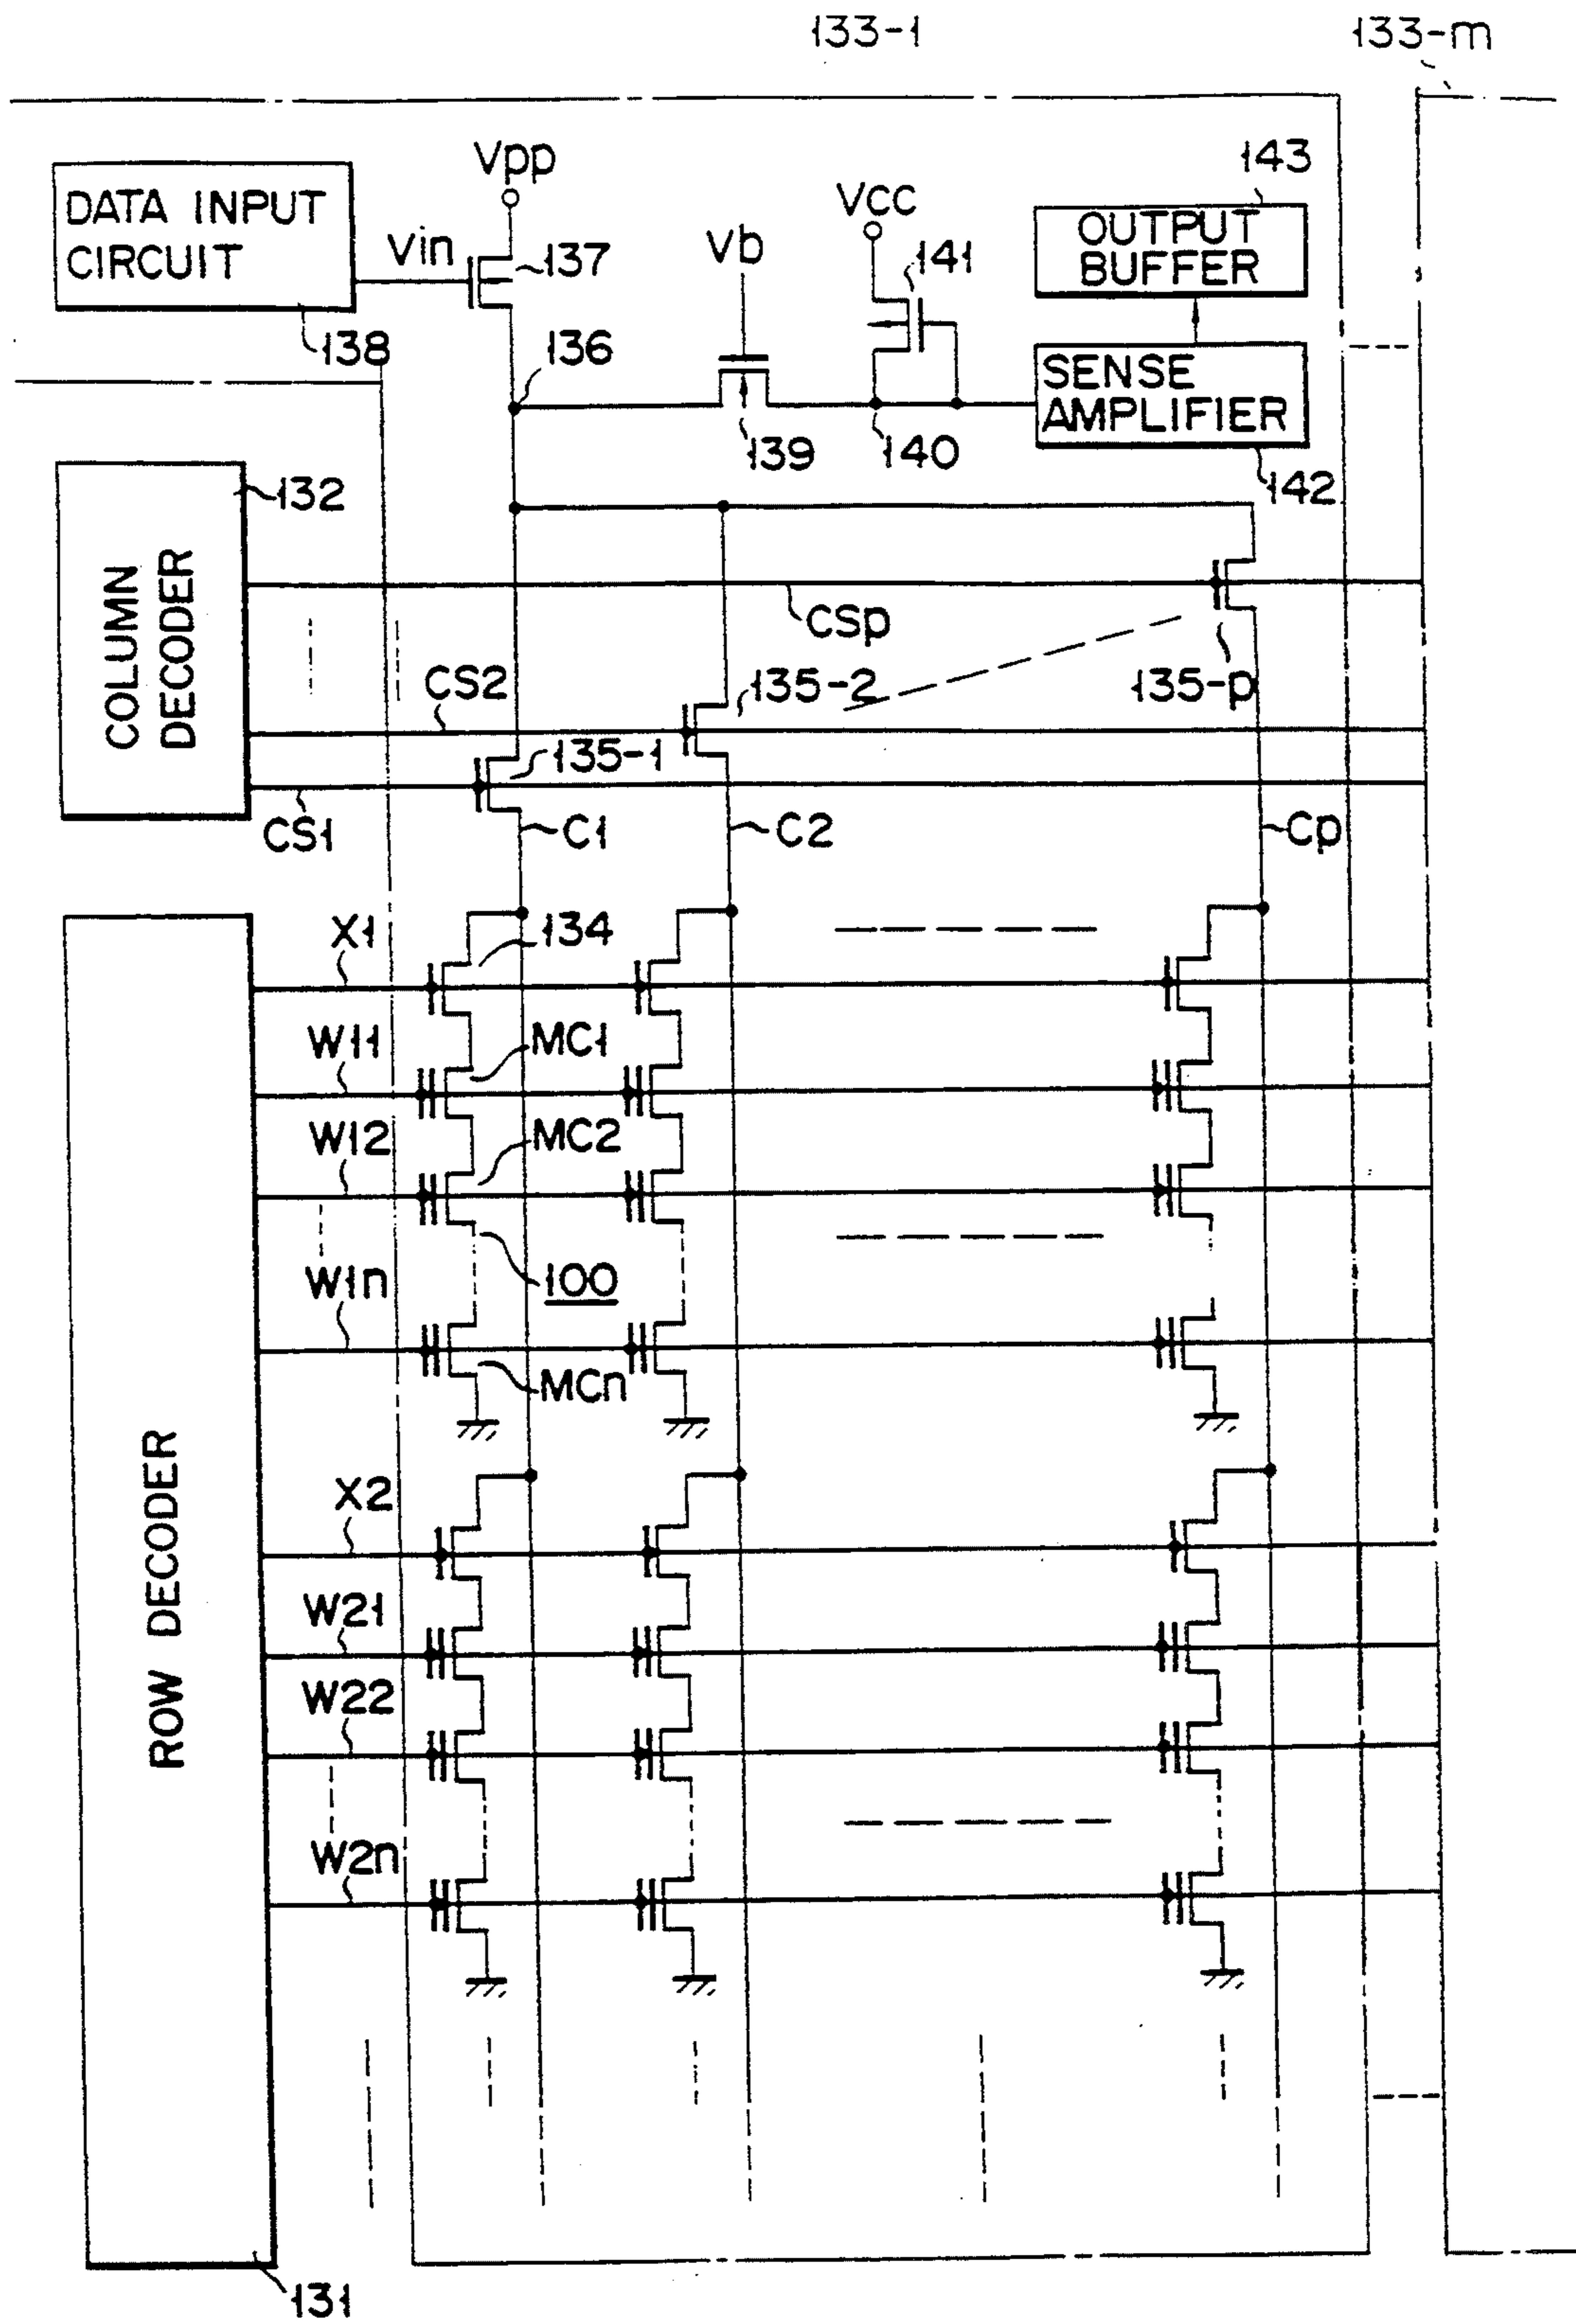 133-1
133-m
DATA INPUT
CIRCUIT
138
Vin
Vpp
137
136
Vb
139
Vcc
141
140
143
OUTPUT
BUFFER
SENSE
AMPLIFIER
142
132
COLUMN
DECODER
CSp
135-p
CS2
135-2
135-1
CS1
C1
C2
Cp
X1
134
W11
MC1
W12
MC2
W1n
100
MCn
ROW DECODER
X2
W21
W22
W2n
131